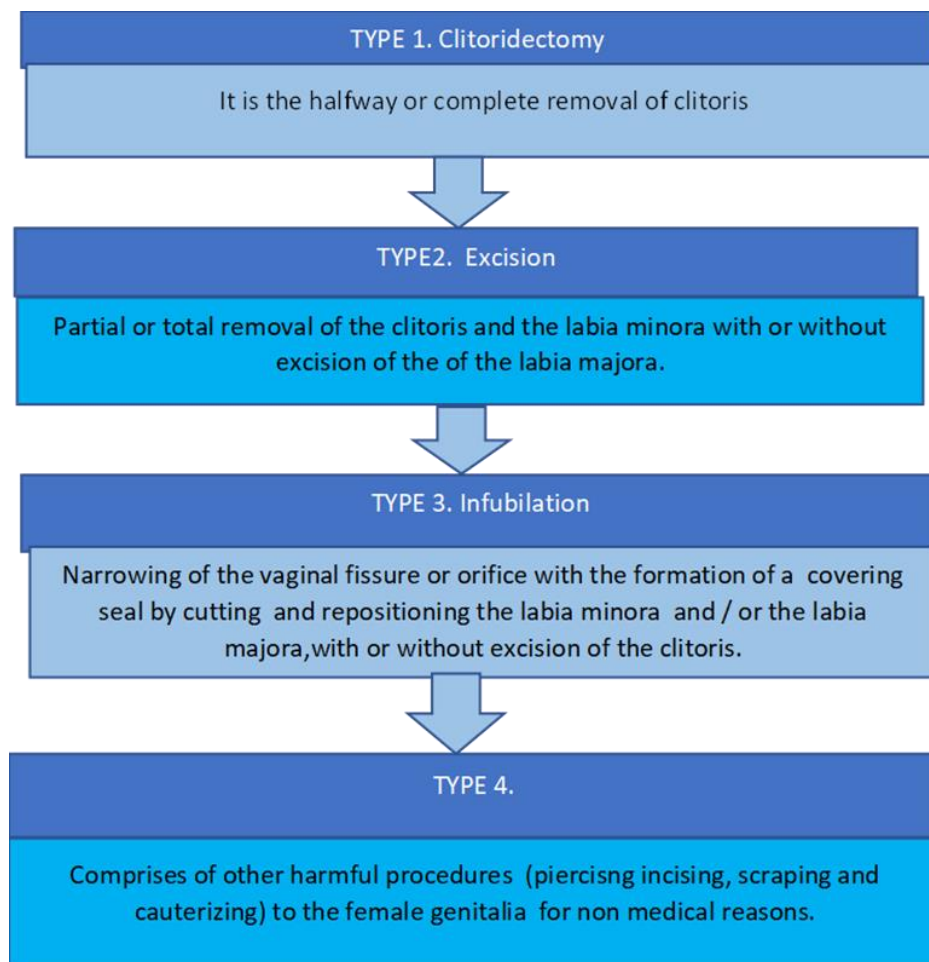 TYPE 1. Clitoridectomy
It is the halfway or complete removal of clitoris
TYPE2. Excision
Partial or total removal of the clitoris and the labia minora with or without
excision of the of the labia majora.
TYPE 3. Infubilation
Narrowing of the vaginal fissure or orifice with the formation of a covering
seal by cutting and repositioning the labia minora and / or the labia
majora,with or without excision of the clitoris.
TYPE 4.
Comprises of other harmful procedures (piercisng incising, scraping and
cauterizing) to the female genitalia for non medical reasons.